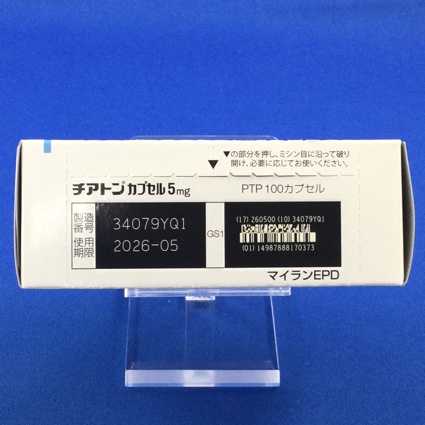 ▼の部分を押し、ミシン目に沿って破り
開け、必要に応じてお使いください。
▼
チアトンカプセル5mg
PTP100カプセル
製造番号 34079YQ1
使用期限 2026-05
GS1
(17) 260500 (10) 34079YQ1
(01) 14987888170373
マイランEPD